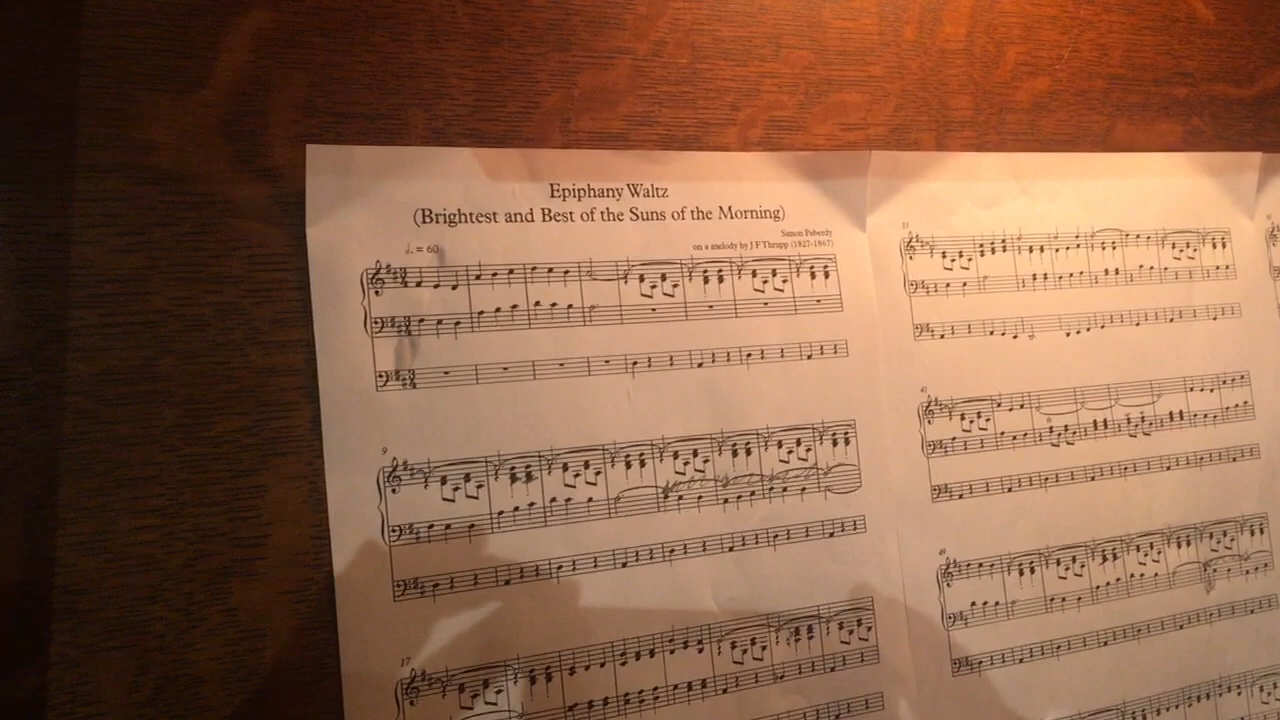 Epiphany Waltz
(Brightest and Best of the Suns of the Morning)
Simon Peberdy
on a melody by J F Thrupp (1827-1867)
𝅗𝅥. = 60
9
17
33
41
49